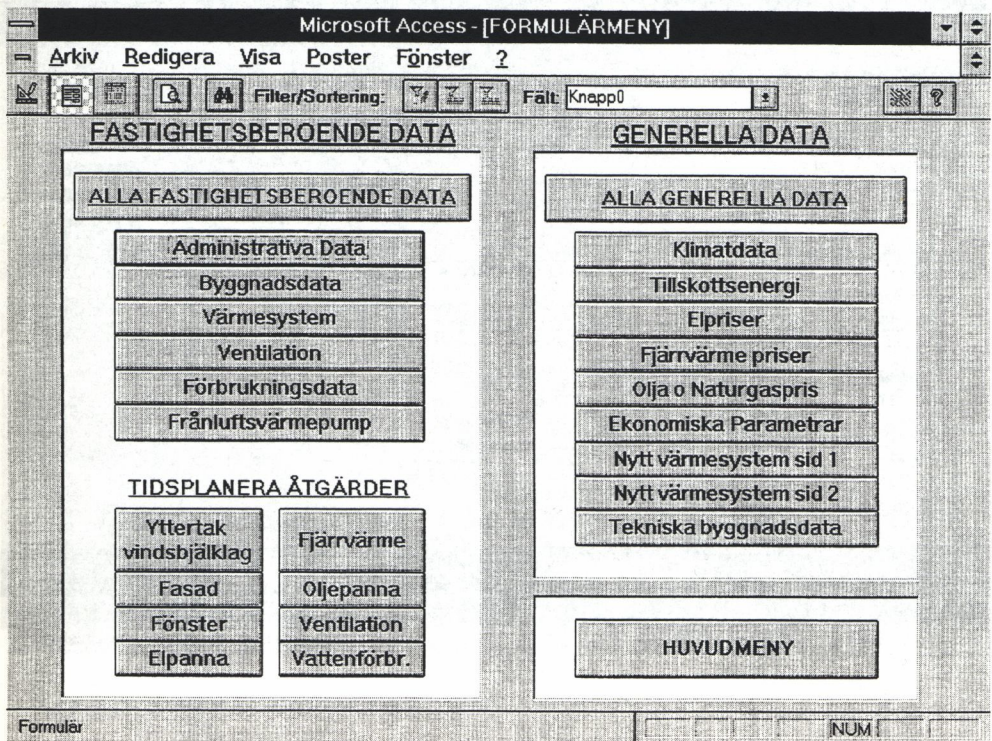 Microsoft Access - [FORMULÄRMENY]
Arkiv Redigera Visa Poster Fönster ?
Filter/Sortering: Fält: Knapp0
FASTIGHETSBEROENDE DATA
ALLA FASTIGHETSBEROENDE DATA
Administrativa Data
Byggnadsdata
Värmesystem
Ventilation
Förbrukningsdata
Frånluftsvärmepump
TIDSPLANERA ÅTGÄRDER
Yttertak
vindsbjälklag
Fasad
Fönster
Elpanna
Fjärrvärme
Oljepanna
Ventilation
Vattenförbr.
GENERELLA DATA
ALLA GENERELLA DATA
Klimatdata
Tillskottsenergi
Elpriser
Fjärrvärme priser
Olja o Naturgaspris
Ekonomiska Parametrar
Nytt värmesystem sid 1
Nytt värmesystem sid 2
Tekniska byggnadsdata
HUVUDMENY
Formulär NUM